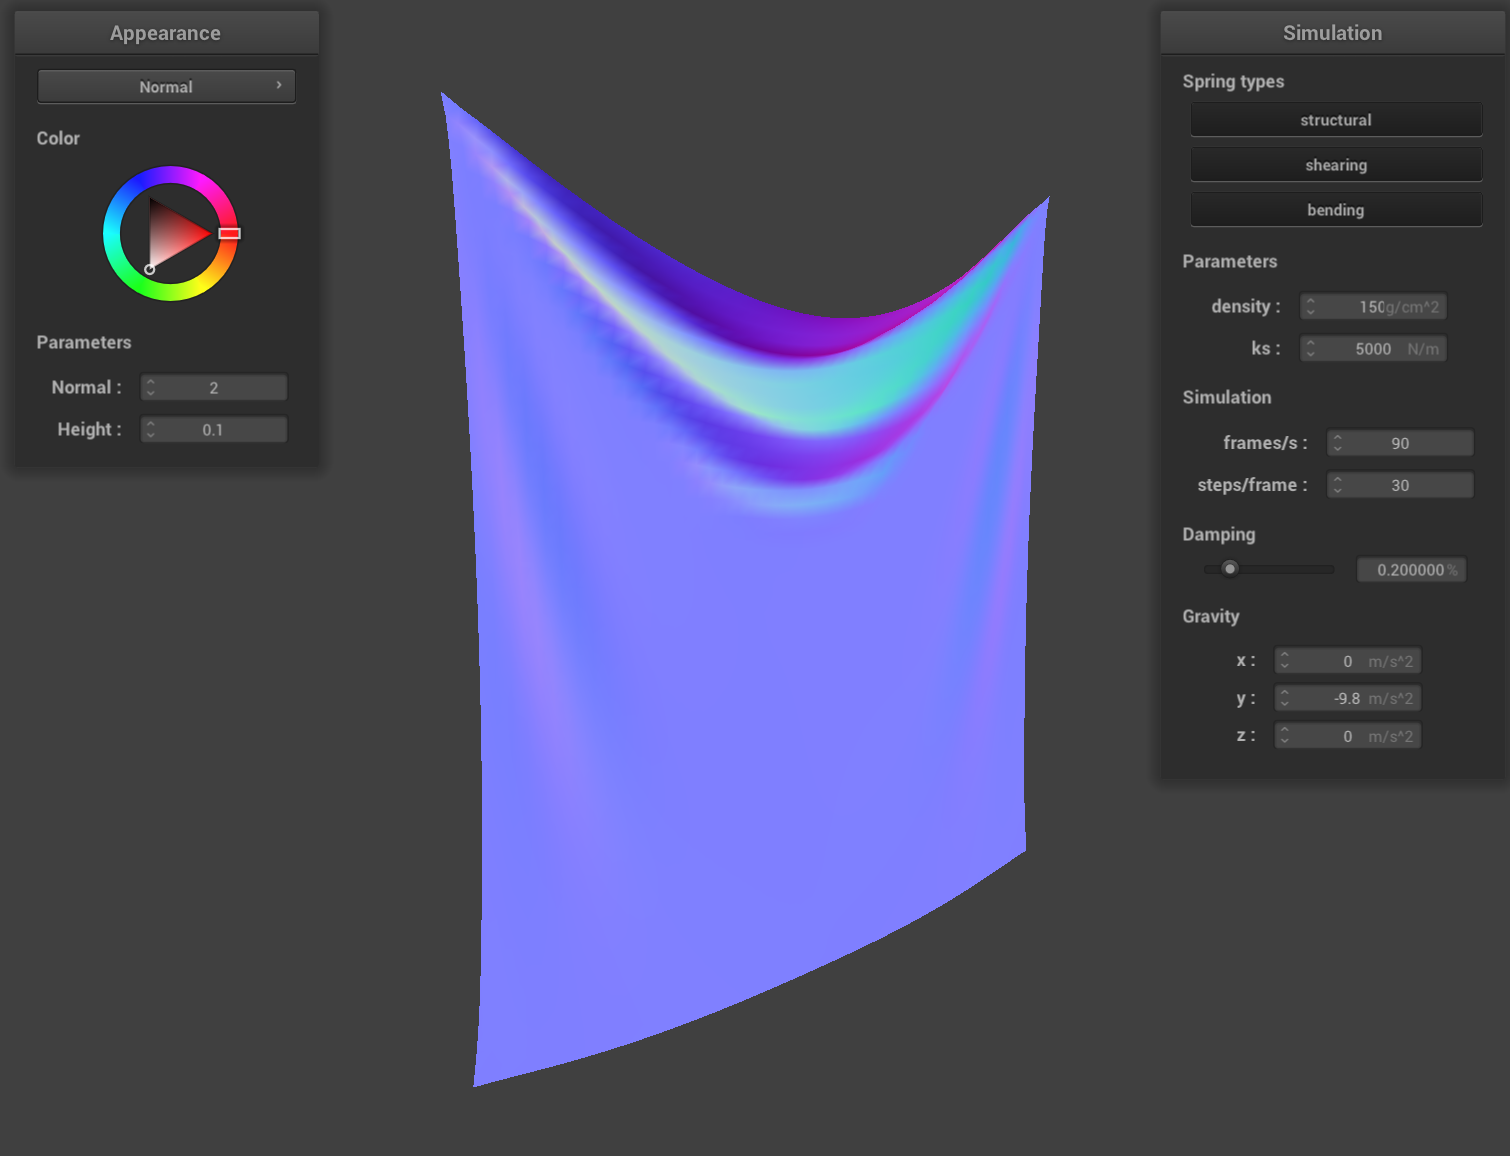 Appearance
Normal
Color
Parameters
Normal : 2
Height : 0.1
Simulation
Spring types
structural
shearing
bending
Parameters
density : 150g/cm^2
ks : 5000 N/m
Simulation
frames/s : 90
steps/frame : 30
Damping
0.200000 %
Gravity
x : 0 m/s^2
y : -9.8 m/s^2
z : 0 m/s^2